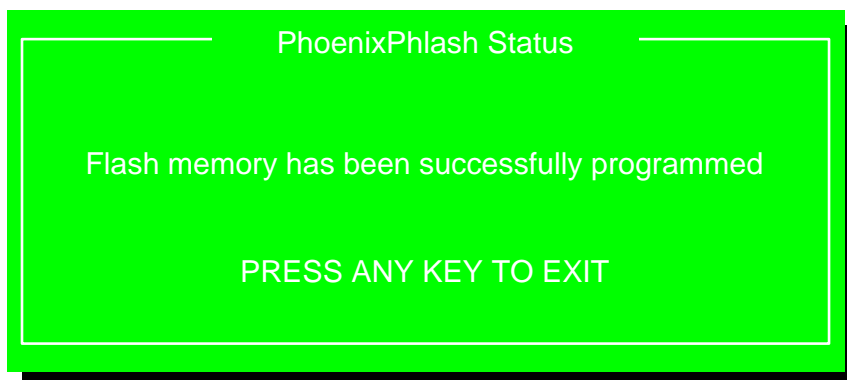 PhoenixPhlash Status
Flash memory has been successfully programmed
PRESS ANY KEY TO EXIT